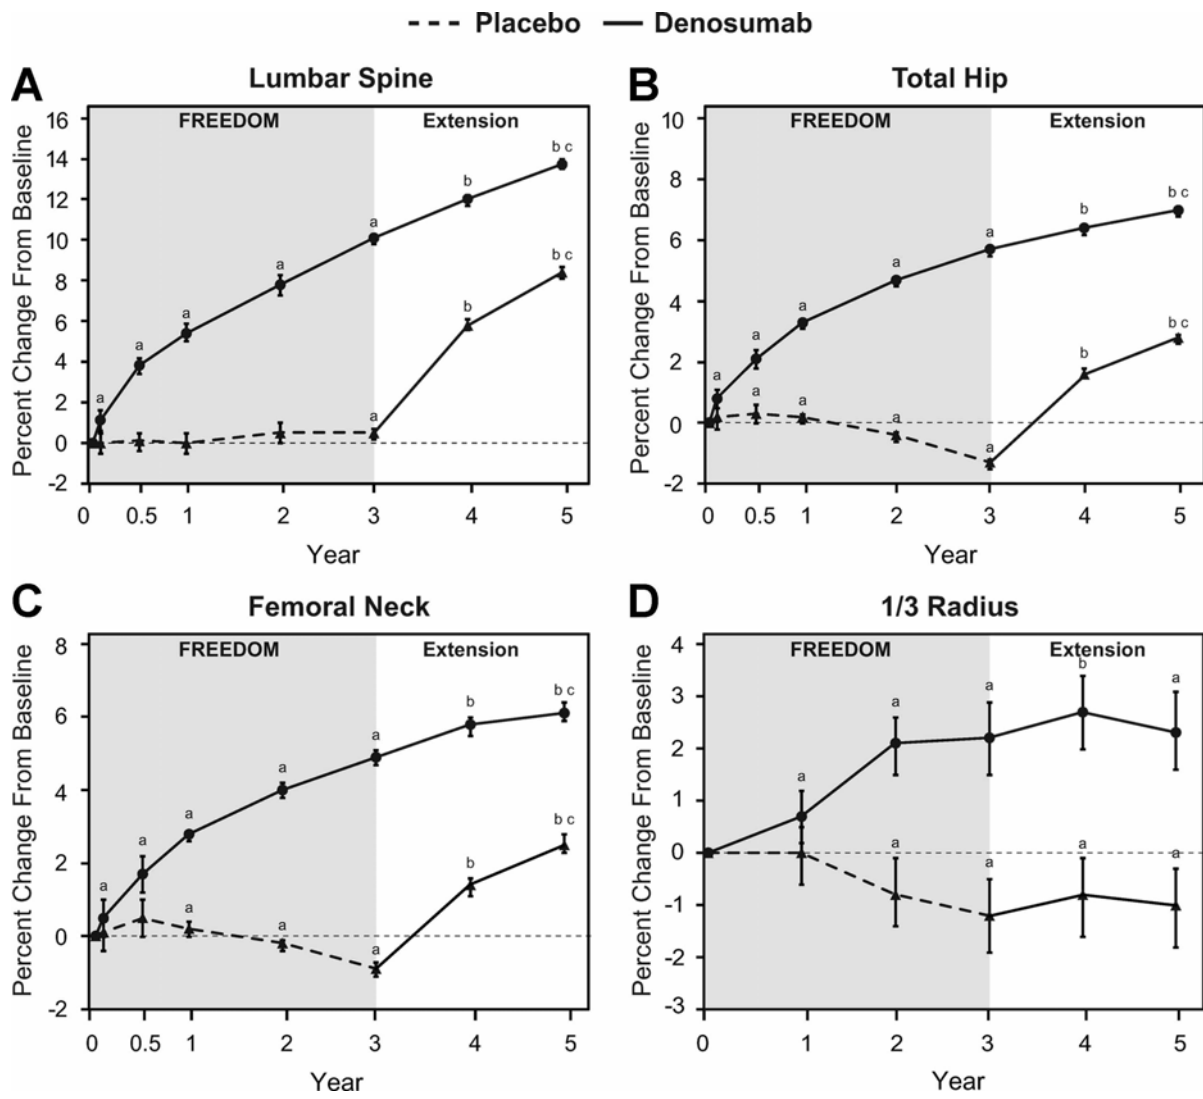 Placebo Denosumab
A Lumbar Spine
FREEDOM Extension
Percent Change From Baseline
16
14
12
10
8
6
4
2
0
-2
a
a
a
a
a
a
b
b c
b
b c
0 0.5 1 2 3 4 5
Year
B Total Hip
FREEDOM Extension
Percent Change From Baseline
10
8
6
4
2
0
-2
a
a
a
a
a
a
a
a
a
a
b
b c
b
b c
0 0.5 1 2 3 4 5
Year
C Femoral Neck
FREEDOM Extension
Percent Change From Baseline
8
6
4
2
0
-2
a
a
a
a
a
a
a
a
b
b c
b
b c
0 0.5 1 2 3 4 5
Year
D 1/3 Radius
FREEDOM Extension
Percent Change From Baseline
4
3
2
1
0
-1
-2
-3
a
a
a
b
a
a
a
a
a
0 1 2 3 4 5
Year